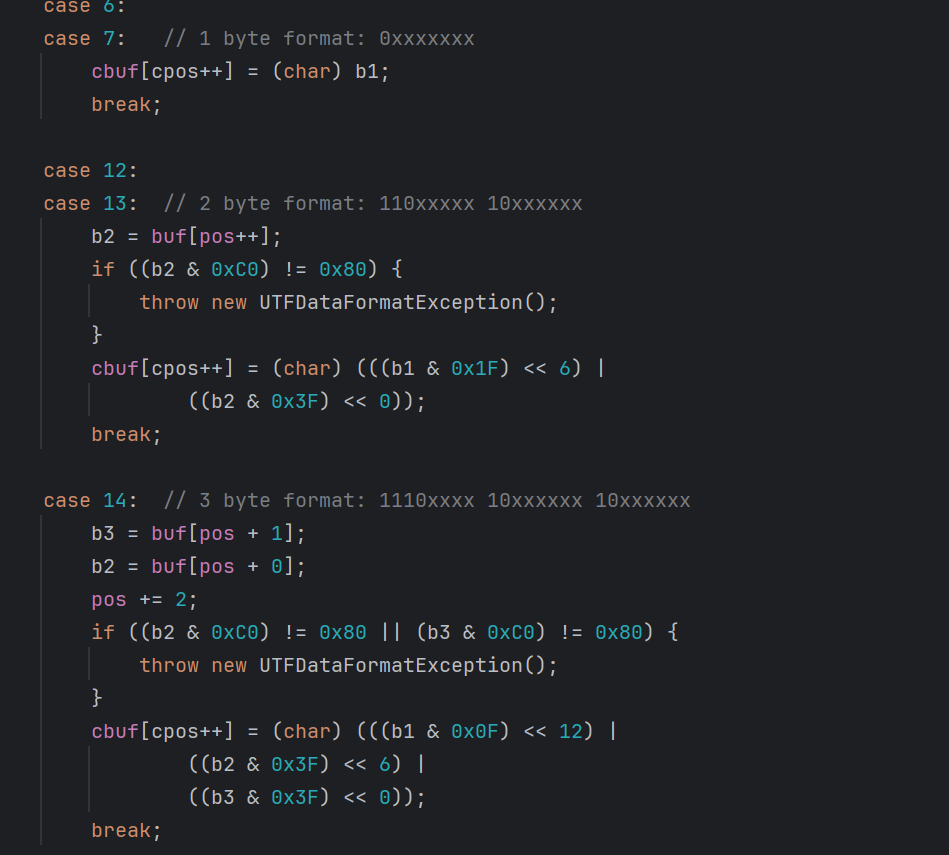 case 6:
case 7:   // 1 byte format: 0xxxxxxx
    cbuf[cpos++] = (char) b1;
    break;

case 12:
case 13:  // 2 byte format: 110xxxxx 10xxxxxx
    b2 = buf[pos++];
    if ((b2 & 0xC0) != 0x80) {
        throw new UTFDataFormatException();
    }
    cbuf[cpos++] = (char) (((b1 & 0x1F) << 6) |
            ((b2 & 0x3F) << 0));
    break;

case 14:  // 3 byte format: 1110xxxx 10xxxxxx 10xxxxxx
    b3 = buf[pos + 1];
    b2 = buf[pos + 0];
    pos += 2;
    if ((b2 & 0xC0) != 0x80 || (b3 & 0xC0) != 0x80) {
        throw new UTFDataFormatException();
    }
    cbuf[cpos++] = (char) (((b1 & 0x0F) << 12) |
            ((b2 & 0x3F) << 6) |
            ((b3 & 0x3F) << 0));
    break;